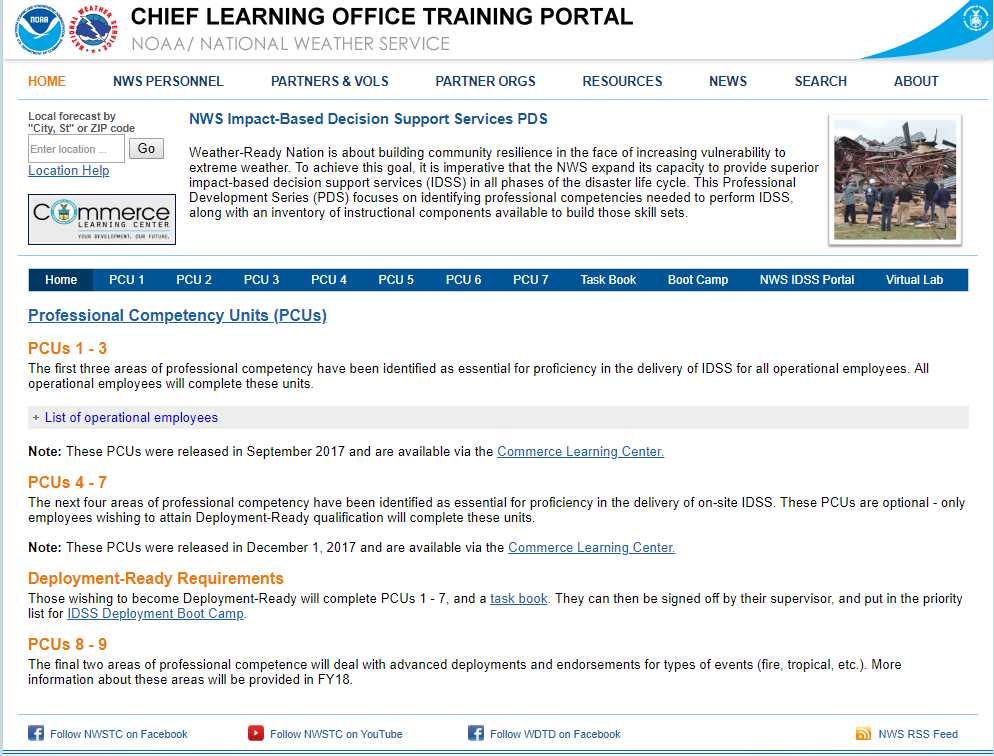 NOAA
CHIEF LEARNING OFFICE TRAINING PORTAL
NOAA/ NATIONAL WEATHER SERVICE
HOME
NWS PERSONNEL
PARTNERS & VOLS
PARTNER ORGS
RESOURCES
NEWS
SEARCH
ABOUT
Local forecast by
"City, St" or ZIP code
Enter location ...
Go
Location Help
Commerce
LEARNING CENTER
YOUR DEVELOPMENT. OUR FUTURE.
NWS Impact-Based Decision Support Services PDS
Weather-Ready Nation is about building community resilience in the face of increasing vulnerability to
extreme weather. To achieve this goal, it is imperative that the NWS expand its capacity to provide superior
impact-based decision support services (IDSS) in all phases of the disaster life cycle. This Professional
Development Series (PDS) focuses on identifying professional competencies needed to perform IDSS,
along with an inventory of instructional components available to build those skill sets.
Home
PCU 1
PCU 2
PCU 3
PCU 4
PCU 5
PCU 6
PCU 7
Task Book
Boot Camp
NWS IDSS Portal
Virtual Lab
Professional Competency Units (PCUs)
PCUs 1 - 3
The first three areas of professional competency have been identified as essential for proficiency in the delivery of IDSS for all operational employees. All
operational employees will complete these units.
+ List of operational employees
Note: These PCUs were released in September 2017 and are available via the Commerce Learning Center.
PCUs 4 - 7
The next four areas of professional competency have been identified as essential for proficiency in the delivery of on-site IDSS. These PCUs are optional - only
employees wishing to attain Deployment-Ready qualification will complete these units.
Note: These PCUs were released in December 1, 2017 and are available via the Commerce Learning Center.
Deployment-Ready Requirements
Those wishing to become Deployment-Ready will complete PCUs 1 - 7, and a task book. They can then be signed off by their supervisor, and put in the priority
list for IDSS Deployment Boot Camp.
PCUs 8 - 9
The final two areas of professional competence will deal with advanced deployments and endorsements for types of events (fire, tropical, etc.). More
information about these areas will be provided in FY18.
Follow NWSTC on Facebook
Follow NWSTC on YouTube
Follow WDTD on Facebook
NWS RSS Feed